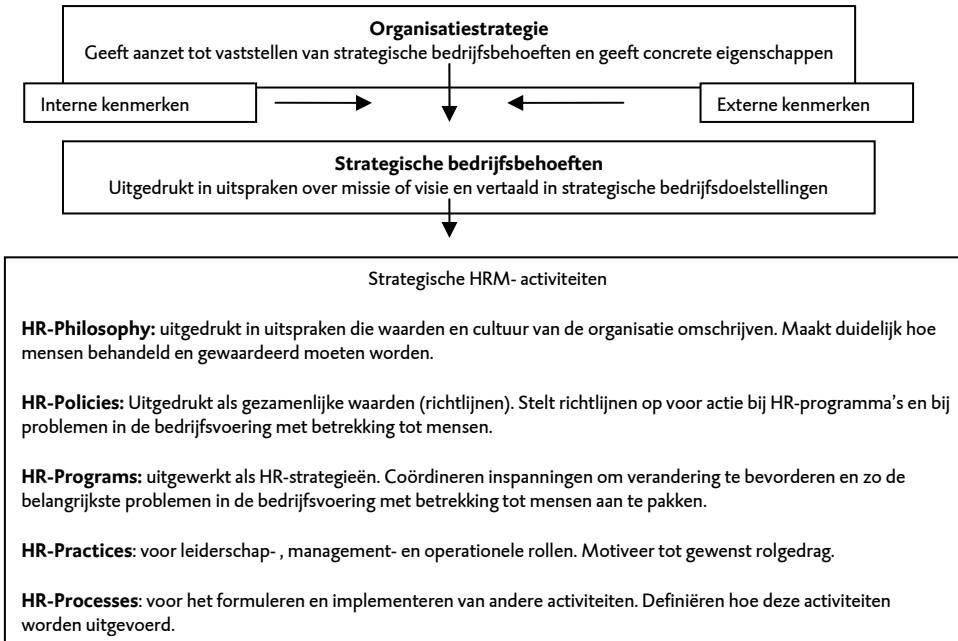 Organisatiestrategie
Geeft aanzet tot vaststellen van strategische bedrijfsbehoeften en geeft concrete eigenschappen
Interne kenmerken
Externe kenmerken
Strategische bedrijfsbehoeften
Uitgedrukt in uitspraken over missie of visie en vertaald in strategische bedrijfsdoelstellingen
Strategische HRM- activiteiten
HR-Philosophy: uitgedrukt in uitspraken die waarden en cultuur van de organisatie omschrijven. Maakt duidelijk hoe
mensen behandeld en gewaardeerd moeten worden.
HR-Policies: Uitgedrukt als gezamenlijke waarden (richtlijnen). Stelt richtlijnen op voor actie bij HR-programma's en bij
problemen in de bedrijfsvoering met betrekking tot mensen.
HR-Programs: uitgewerkt als HR-strategieën. Coördineren inspanningen om verandering te bevorderen en zo de
belangrijkste problemen in de bedrijfsvoering met betrekking tot mensen aan te pakken.
HR-Practices: voor leiderschap- , management- en operationele rollen. Motiveer tot gewenst rolgedrag.
HR-Processes: voor het formuleren en implementeren van andere activiteiten. Definiëren hoe deze activiteiten
worden uitgevoerd.